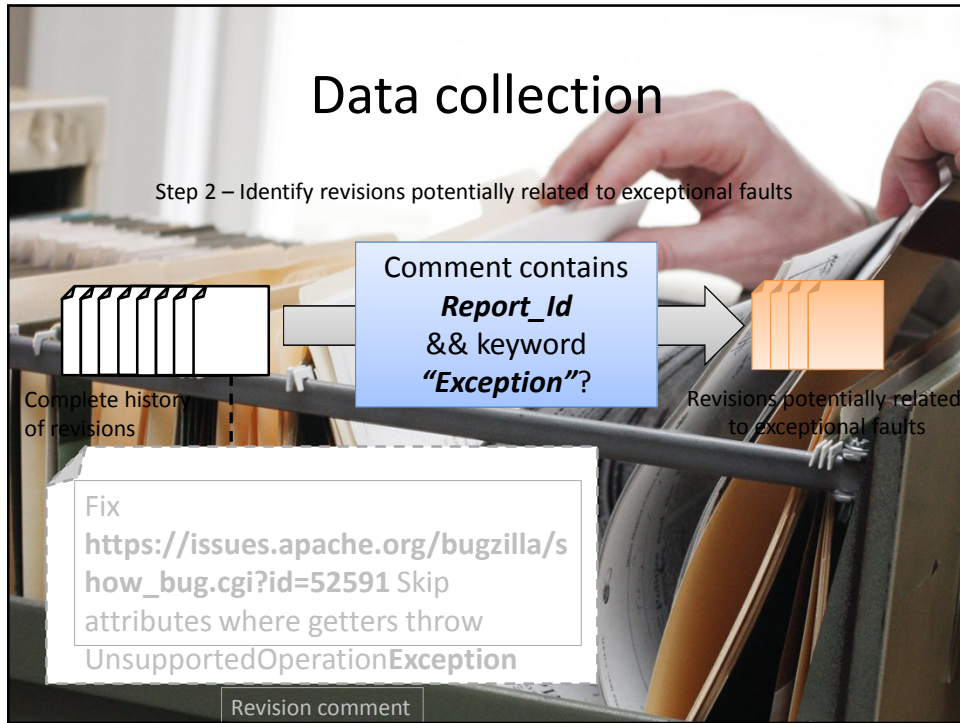 Data collection
Step 2 – Identify revisions potentially related to exceptional faults
Comment contains
Report_Id
&& keyword
“Exception”?
Complete history
of revisions
Revisions potentially related
to exceptional faults
Fix
https://issues.apache.org/bugzilla/s
how_bug.cgi?id=52591 Skip
attributes where getters throw
UnsupportedOperationException
Revision comment